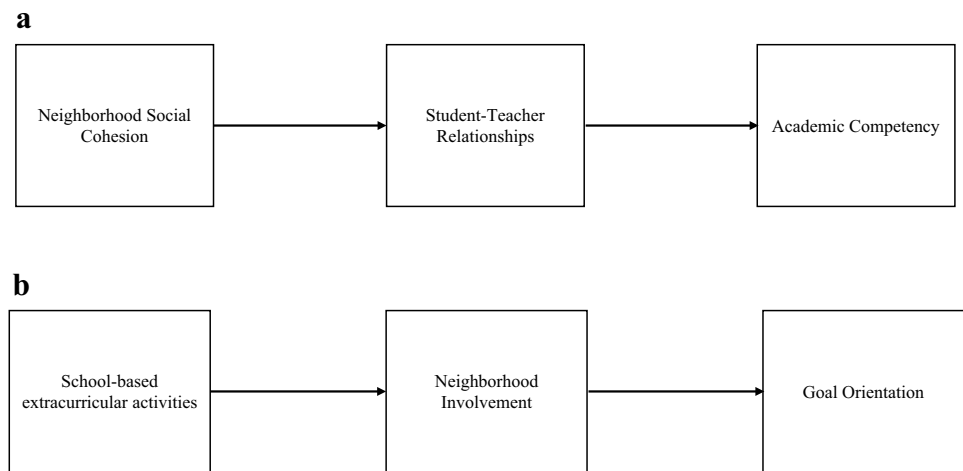 a
Neighborhood Social
Cohesion
Student-Teacher
Relationships
Academic Competency
b
School-based
extracurricular activities
Neighborhood
Involvement
Goal Orientation